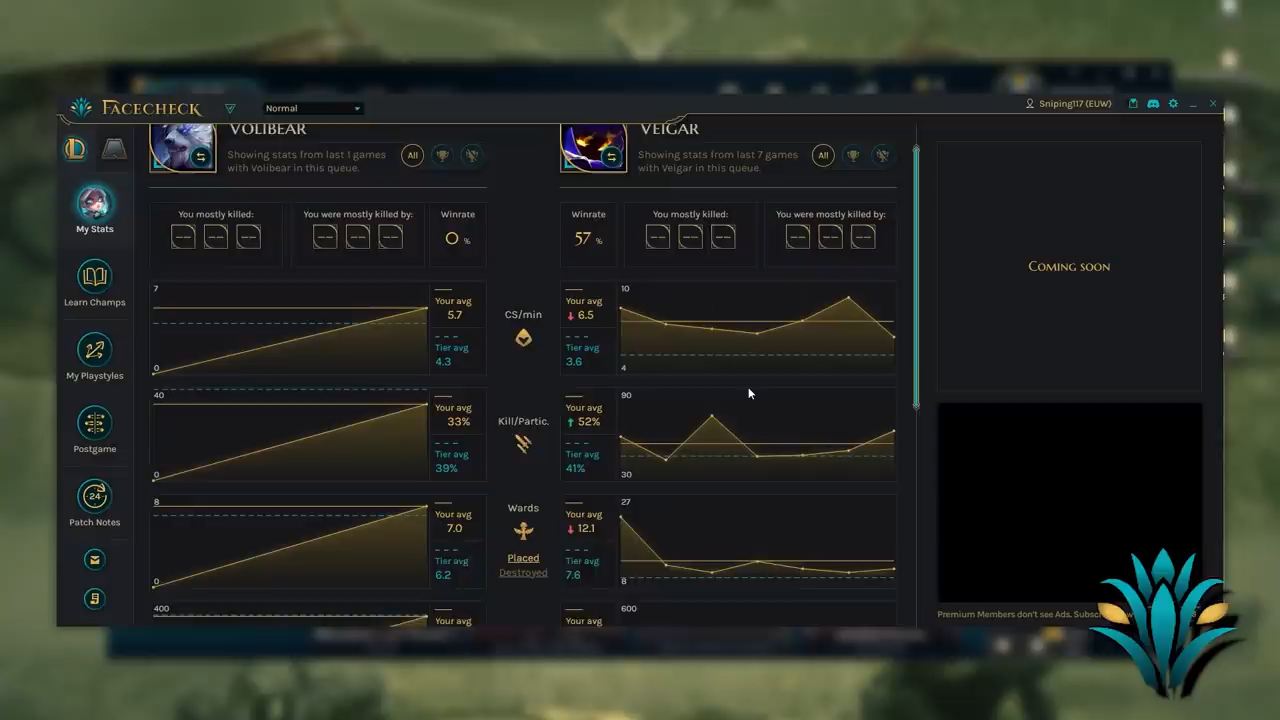 FACECHECK
Normal
Sniping117 (EUW)
VOLIBEAR
Showing stats from last 1 games
with Volibear in this queue.
All
VEIGAR
Showing stats from last 7 games
with Veigar in this queue.
All
My Stats
Learn Champs
My Playstyles
Postgame
24
Patch Notes
You mostly killed:
You were mostly killed by:
Winrate
0 %
Winrate
57 %
You mostly killed:
You were mostly killed by:
7
0
Your avg
5.7
Tier avg
4.3
CS/min
Your avg
6.5
Tier avg
3.6
10
4
40
0
Your avg
33%
Tier avg
39%
Kill/Partic.
Your avg
52%
Tier avg
41%
90
30
8
0
Your avg
7.0
Tier avg
6.2
Wards
Placed
Destroyed
Your avg
12.1
Tier avg
7.6
27
8
400
Your avg
Your avg
600
COMING SOON
Premium Members don't see Ads.